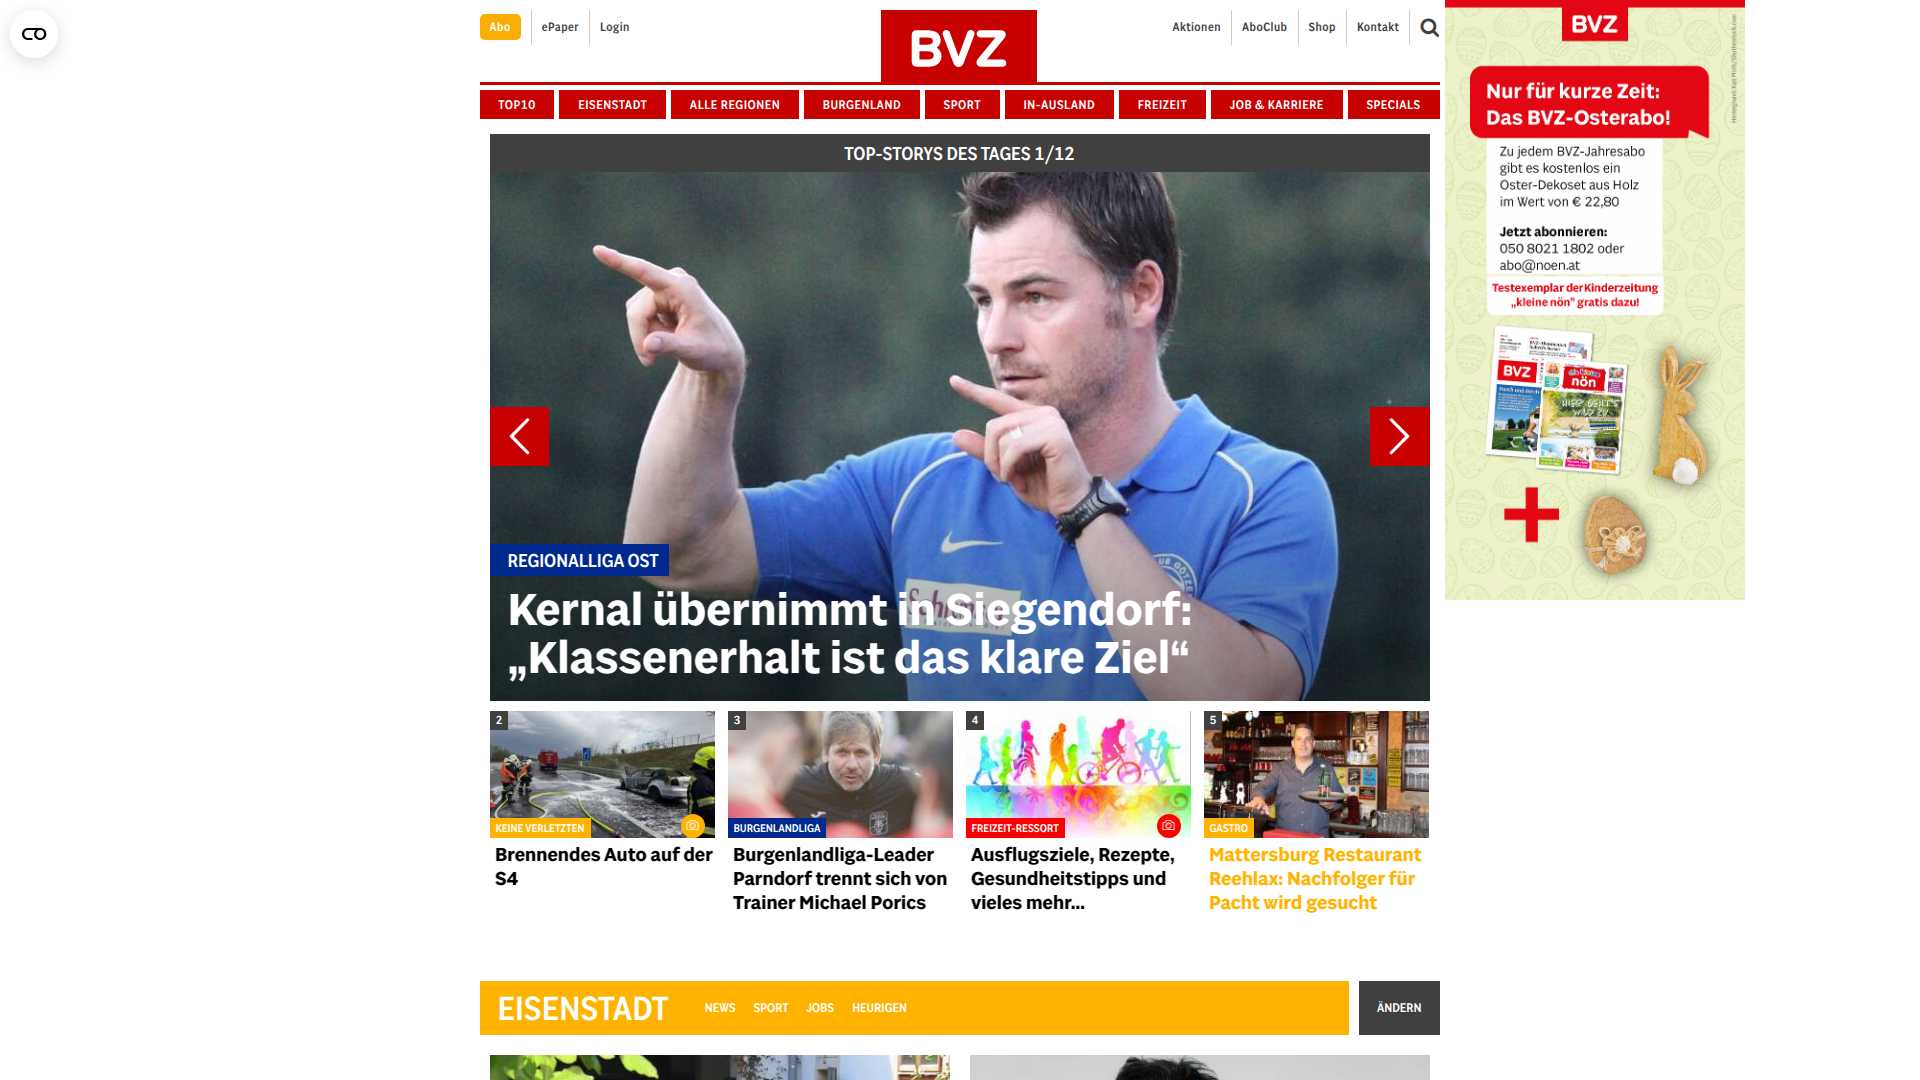 Abo
ePaper
Login
BVZ
Aktionen
AboClub
Shop
Kontakt
TOP10
EISENSTADT
ALLE REGIONEN
BURGENLAND
SPORT
IN-AUSLAND
FREIZEIT
JOB & KARRIERE
SPECIALS
TOP-STORYS DES TAGES 1/12
REGIONALLIGA OST
Kernal übernimmt in Siegendorf:
„Klassenerhalt ist das klare Ziel“
2
KEINE VERLETZTEN
Brennendes Auto auf der
S4
3
BURGENLANDLIGA
Burgenlandliga-Leader
Parndorf trennt sich von
Trainer Michael Porics
4
FREIZEIT-RESSORT
Ausflugsziele, Rezepte,
Gesundheitstipps und
vieles mehr...
5
GASTRO
Mattersburg Restaurant
Reehlax: Nachfolger für
Pacht wird gesucht
EISENSTADT
NEWS
SPORT
JOBS
HEURIGEN
ÄNDERN
BVZ
Nur für kurze Zeit:
Das BVZ-Osterabo!
Zu jedem BVZ-Jahresabo
gibt es kostenlos ein
Oster-Dekoset aus Holz
im Wert von € 22,80
Jetzt abonnieren:
050 8021 1802 oder
abo@noen.at
Testexemplar der Kinderzeitung
„kleine nön“ gratis dazu!
BVZ
nön